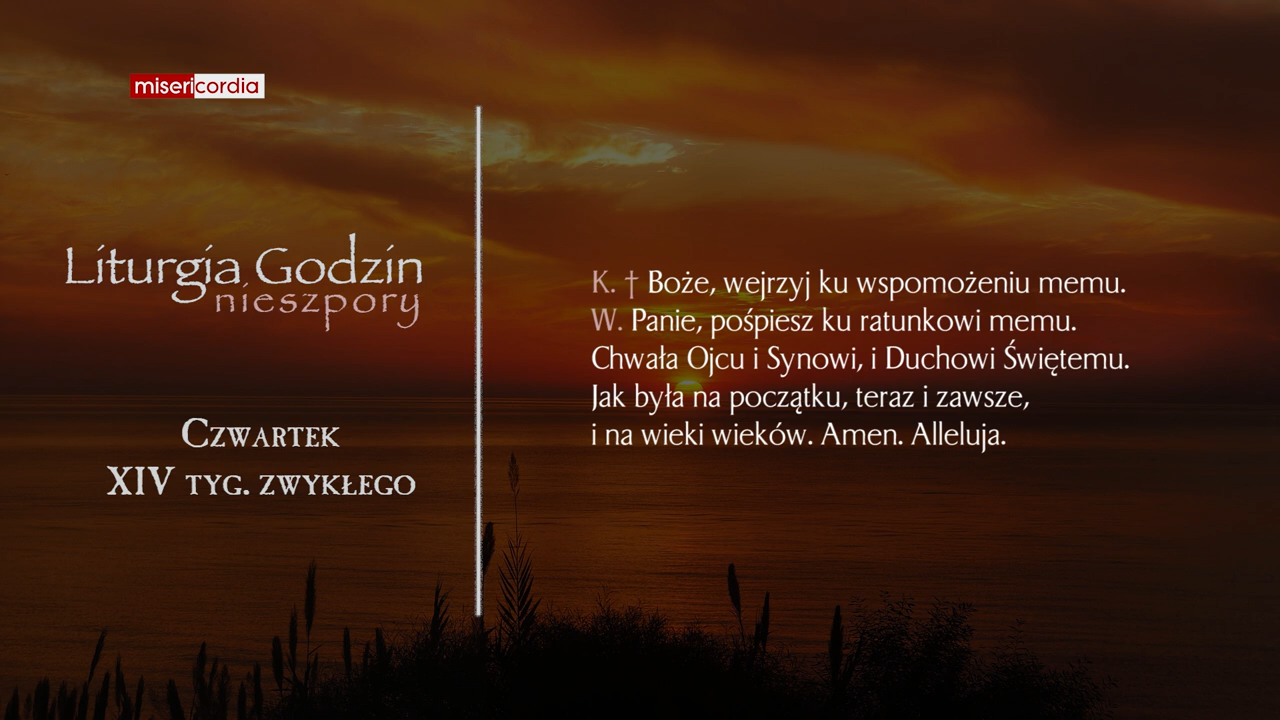 misericordia
Liturgia Godzin
nieszpory
Czwartek
XIV tyg. zwykłego
K. † Boże, wejrzyj ku wspomożeniu memu.
W. Panie, pośpiesz ku ratunkowi memu.
Chwała Ojcu i Synowi, i Duchowi Świętemu.
Jak była na początku, teraz i zawsze,
i na wieki wieków. Amen. Alleluja.